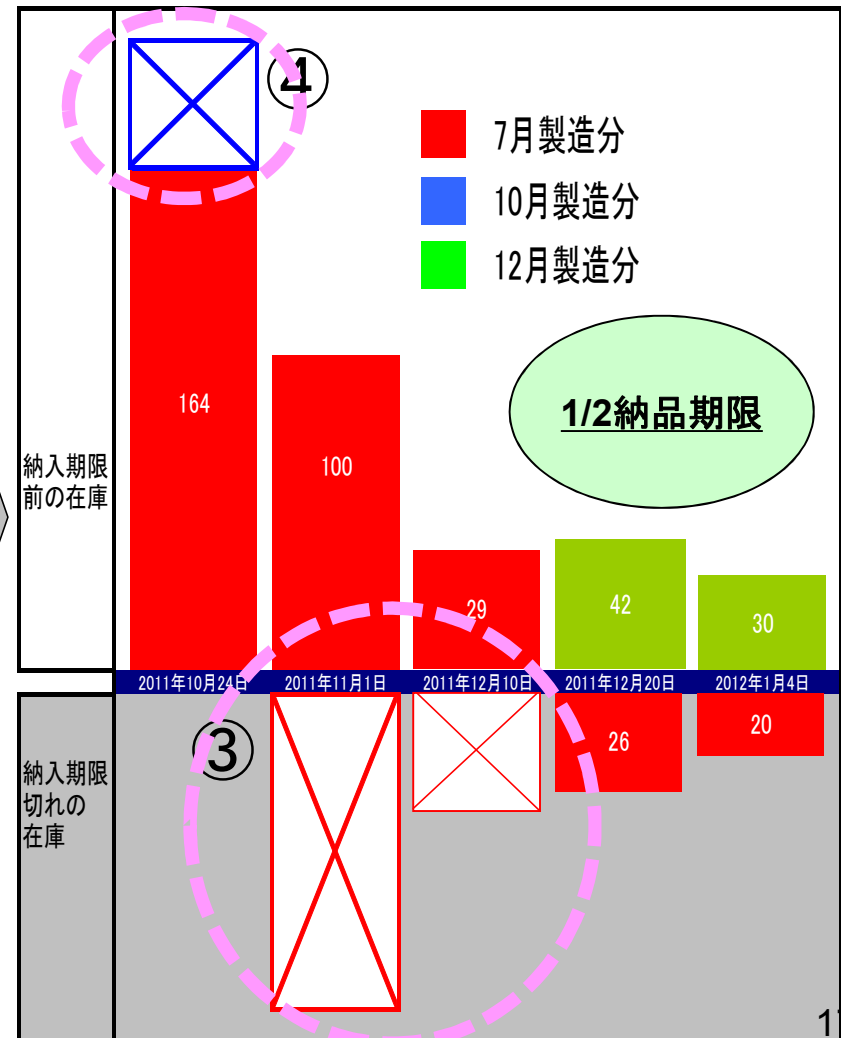 ④
7月製造分
10月製造分
12月製造分
1/2納品期限
164
100
29
42
30
納入期限
前の在庫
2011年10月24日
2011年11月1日
2011年12月10日
2011年12月20日
2012年1月4日
③
26
20
納入期限
切れの
在庫